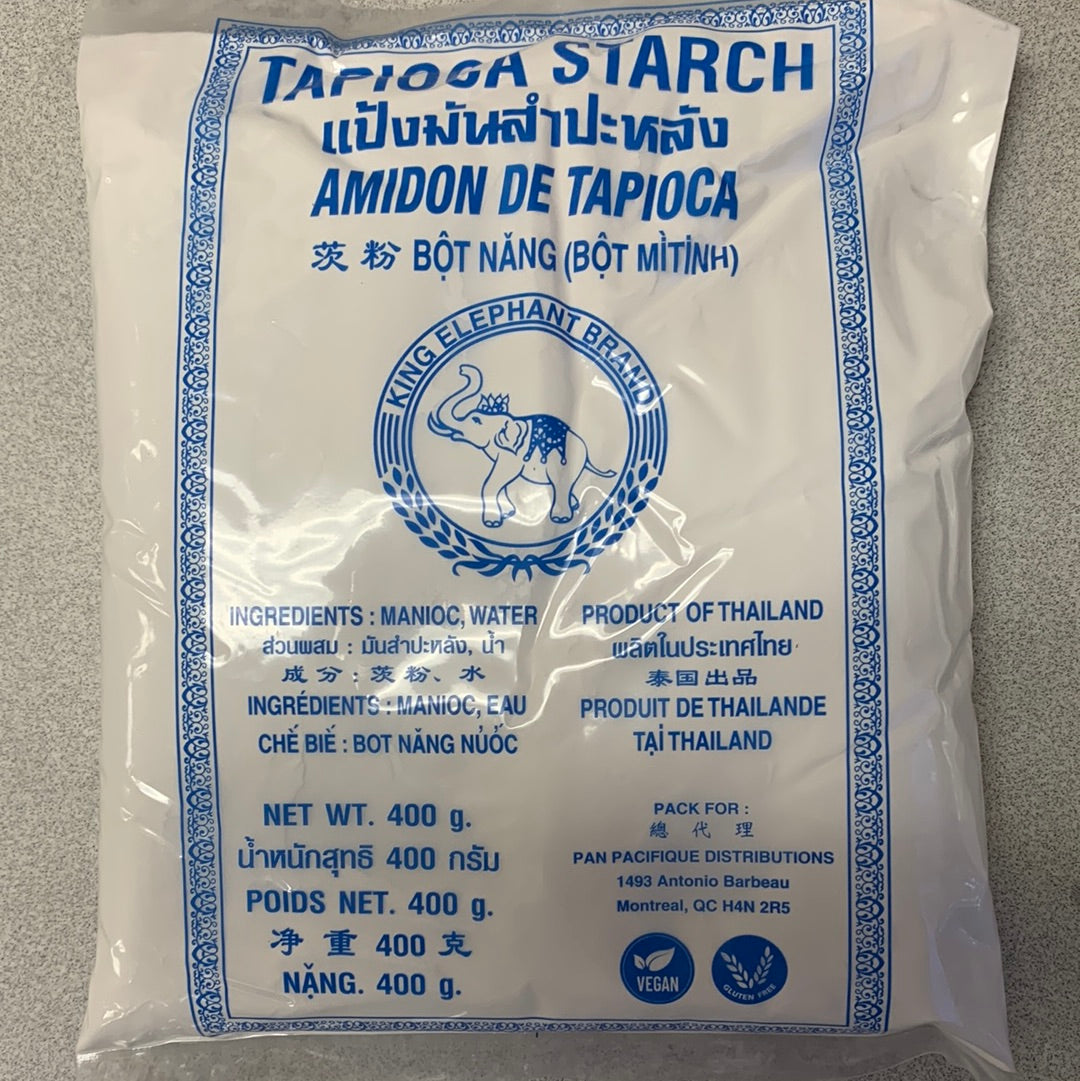 TAPIOCA STARCH
แป้งมันสำปะหลัง
AMIDON DE TAPIOCA
茨粉 BỘT NĂNG (BỘT MÌTINH)
KING ELEPHANT BRAND
INGREDIENTS : MANIOC, WATER
ส่วนผสม : มันสำปะหลัง, น้ำ
成分 : 茨粉、水
INGRÉDIENTS : MANIOC, EAU
CHẾ BIẾ : BOT NĂNG NƯỚC
PRODUCT OF THAILAND
ผลิตในประเทศไทย
泰国出品
PRODUIT DE THAILANDE
TẠI THAILAND
NET WT. 400 g.
น้ำหนักสุทธิ 400 กรัม
POIDS NET. 400 g.
净重 400 克
NẶNG. 400 g.
PACK FOR :
總代理
PAN PACIFIQUE DISTRIBUTIONS
1493 Antonio Barbeau
Montreal, QC H4N 2R5
VEGAN
GLUTEN FREE